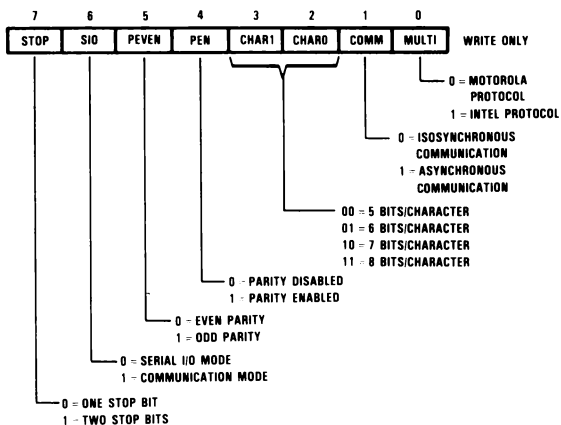 7 6 5 4 3 2 1 0
STOP SIO PEVEN PEN CHAR1 CHAR0 COMM MULTI WRITE ONLY
0 = MOTOROLA
PROTOCOL
1 = INTEL PROTOCOL
0 - ISOSYNCHRONOUS
COMMUNICATION
1 - ASYNCHRONOUS
COMMUNICATION
00 = 5 BITS/CHARACTER
01 = 6 BITS/CHARACTER
10 = 7 BITS/CHARACTER
11 = 8 BITS/CHARACTER
0 - PARITY DISABLED
1 - PARITY ENABLED
0 - EVEN PARITY
1 = ODD PARITY
0 = SERIAL I/O MODE
1 - COMMUNICATION MODE
0 = ONE STOP BIT
1 - TWO STOP BITS